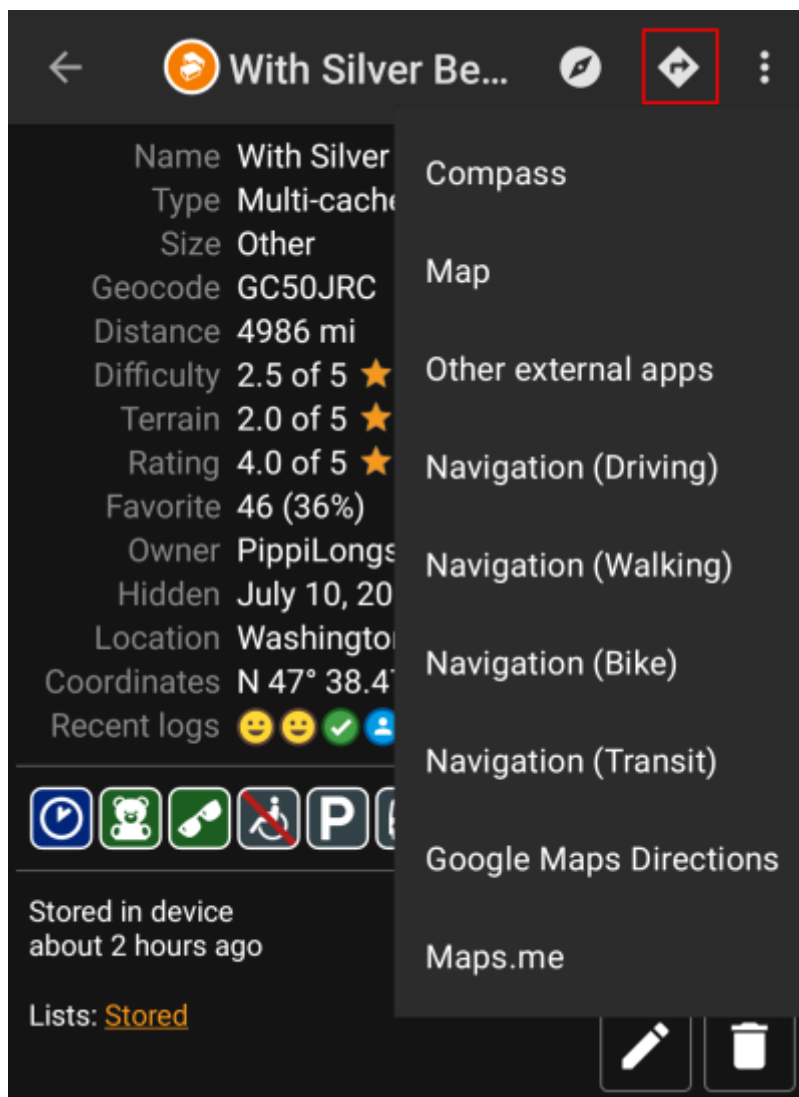 With Silver Be...
Name With Silver
Type Multi-cache
Size Other
Geocode GC50JRC
Distance 4986 mi
Difficulty 2.5 of 5
Terrain 2.0 of 5
Rating 4.0 of 5
Favorite 46 (36%)
Owner PippiLongs
Hidden July 10, 20
Location Washington
Coordinates N 47° 38.47
Recent logs
P
Stored in device
about 2 hours ago
Lists: Stored
Compass
Map
Other external apps
Navigation (Driving)
Navigation (Walking)
Navigation (Bike)
Navigation (Transit)
Google Maps Directions
Maps.me